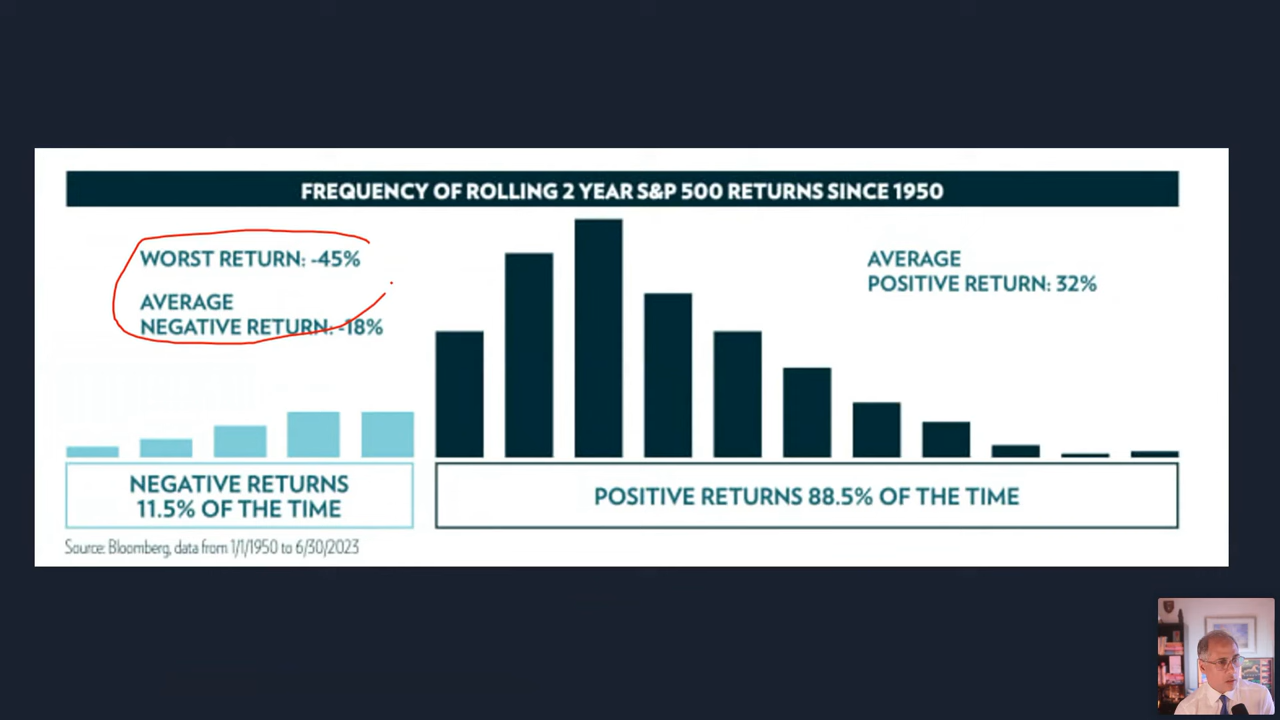 FREQUENCY OF ROLLING 2 YEAR S&P 500 RETURNS SINCE 1950
WORST RETURN: -45%
AVERAGE
NEGATIVE RETURN: -18%
AVERAGE
POSITIVE RETURN: 32%
NEGATIVE RETURNS
11.5% OF THE TIME
POSITIVE RETURNS 88.5% OF THE TIME
Source: Bloomberg, data from 1/1/1950 to 6/30/2023